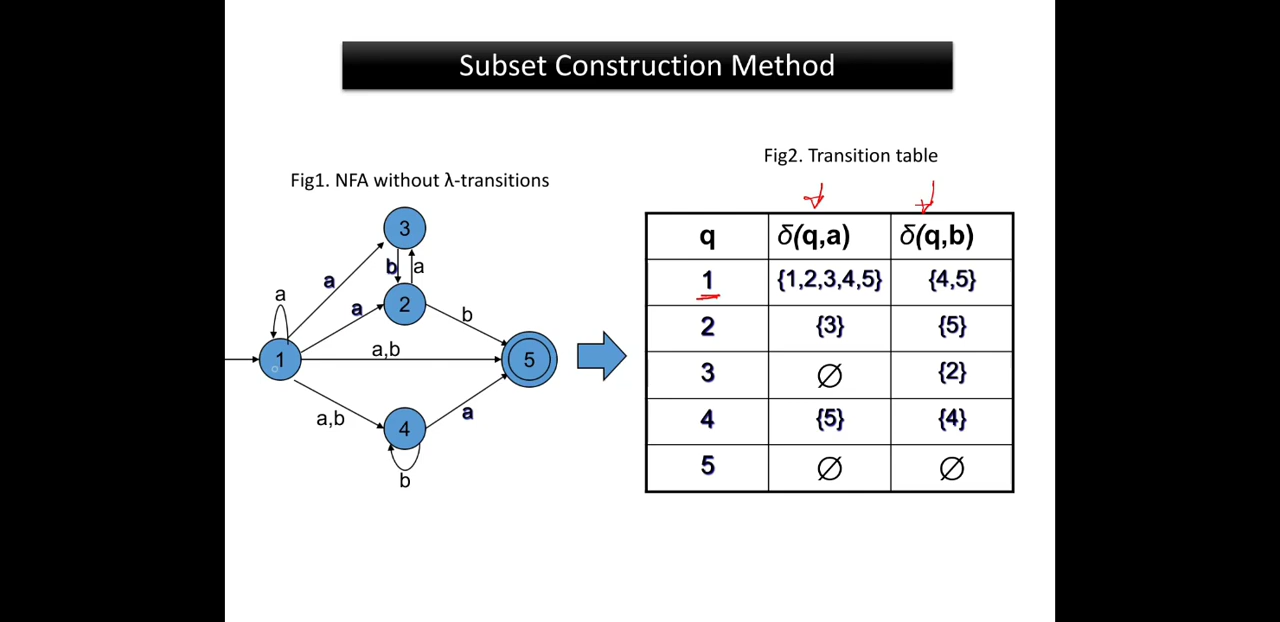 Subset Construction Method
Fig1. NFA without λ-transitions
3
b
a
a
a
a
2
b
1
a,b
5
a,b
a
4
b
Fig2. Transition table
q δ(q,a) δ(q,b)
1 {1,2,3,4,5} {4,5}
2 {3} {5}
3 ∅ {2}
4 {5} {4}
5 ∅ ∅